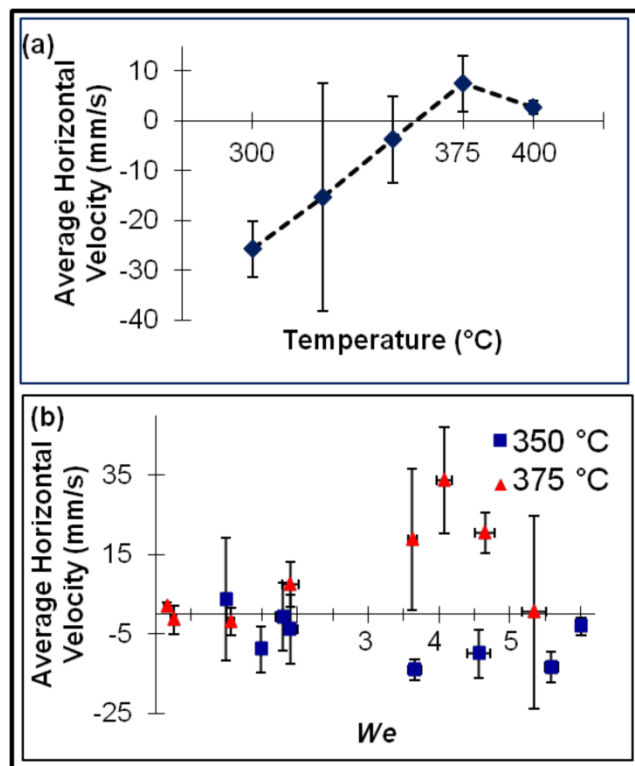 (a)
Average Horizontal
Velocity (mm/s)
10
0
-10
-20
-30
-40
300
375
400
Temperature (°C)
(b)
Average Horizontal
Velocity (mm/s)
35
15
-5
-25
350 °C
375 °C
3
4
5
We